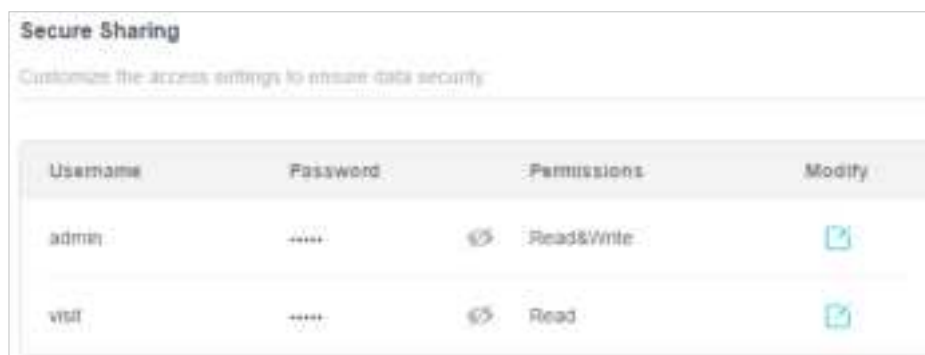 Secure Sharing
Customize the access settings to ensure data security.
Username Password Permissions Modify
admin ••••• Read&Write
visit ••••• Read